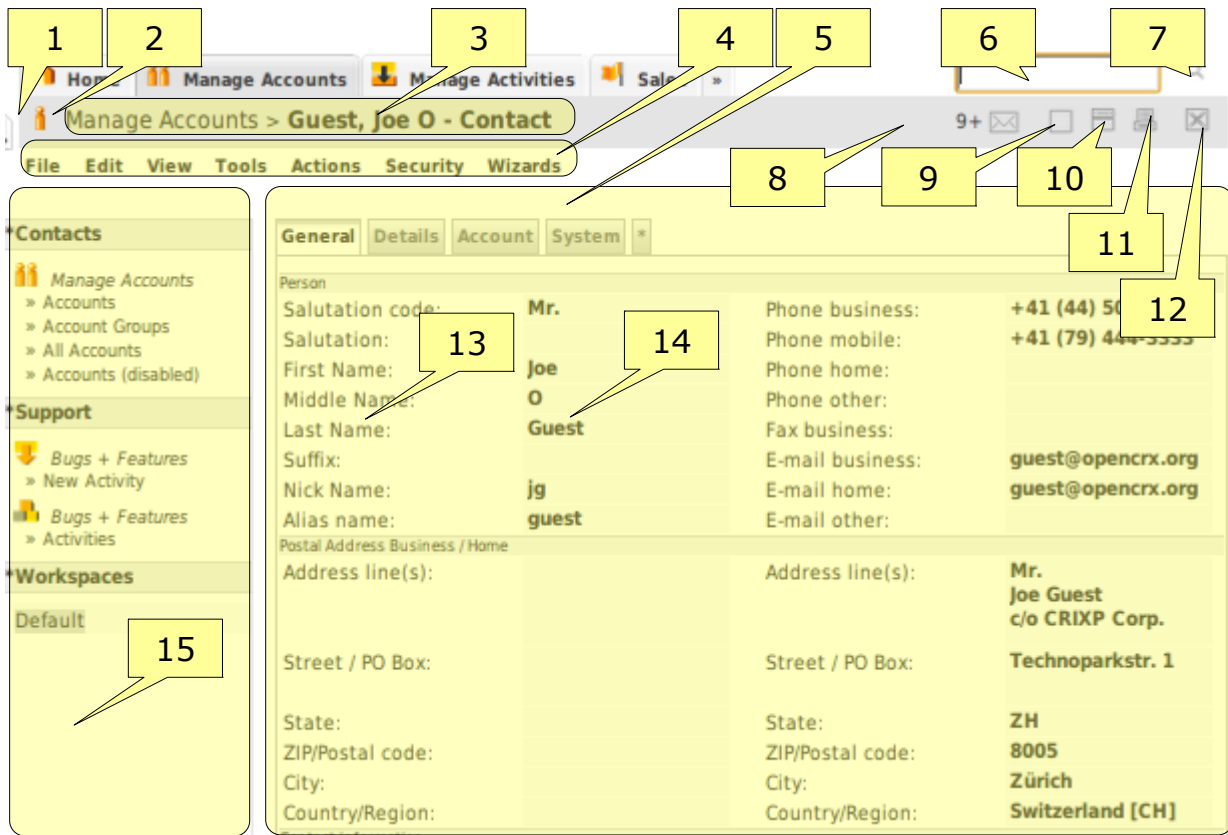 1 2 3 4 5 6 7
Home Manage Accounts Manage Activities Sales »
Manage Accounts > Guest, Joe O - Contact 9+
File Edit View Tools Actions Security Wizards
8 9 10
*Contacts
General Details Account System *
11
Manage Accounts
Person
» Accounts
Salutation code: Mr. Phone business: +41 (44)
12
» Account Groups
Salutation: Phone mobile: +41 (79)
13 14
» All Accounts
First Name: Joe Phone home:
» Accounts (disabled)
Middle Name: O Phone other:
*Support
Last Name: Guest Fax business:
Bugs + Features
Suffix: E-mail business: guest@opencrx.org
» New Activity
Nick Name: jg E-mail home: guest@opencrx.org
Bugs + Features
Alias name: guest E-mail other:
» Activities
Postal Address Business / Home
*Workspaces
Address line(s): Address line(s): Mr.
Joe Guest
c/o CRIXP Corp.
Default
15
Street / PO Box: Street / PO Box: Technoparkstr. 1
State: State: ZH
ZIP/Postal code: ZIP/Postal code: 8005
City: City: Zürich
Country/Region: Country/Region: Switzerland [CH]